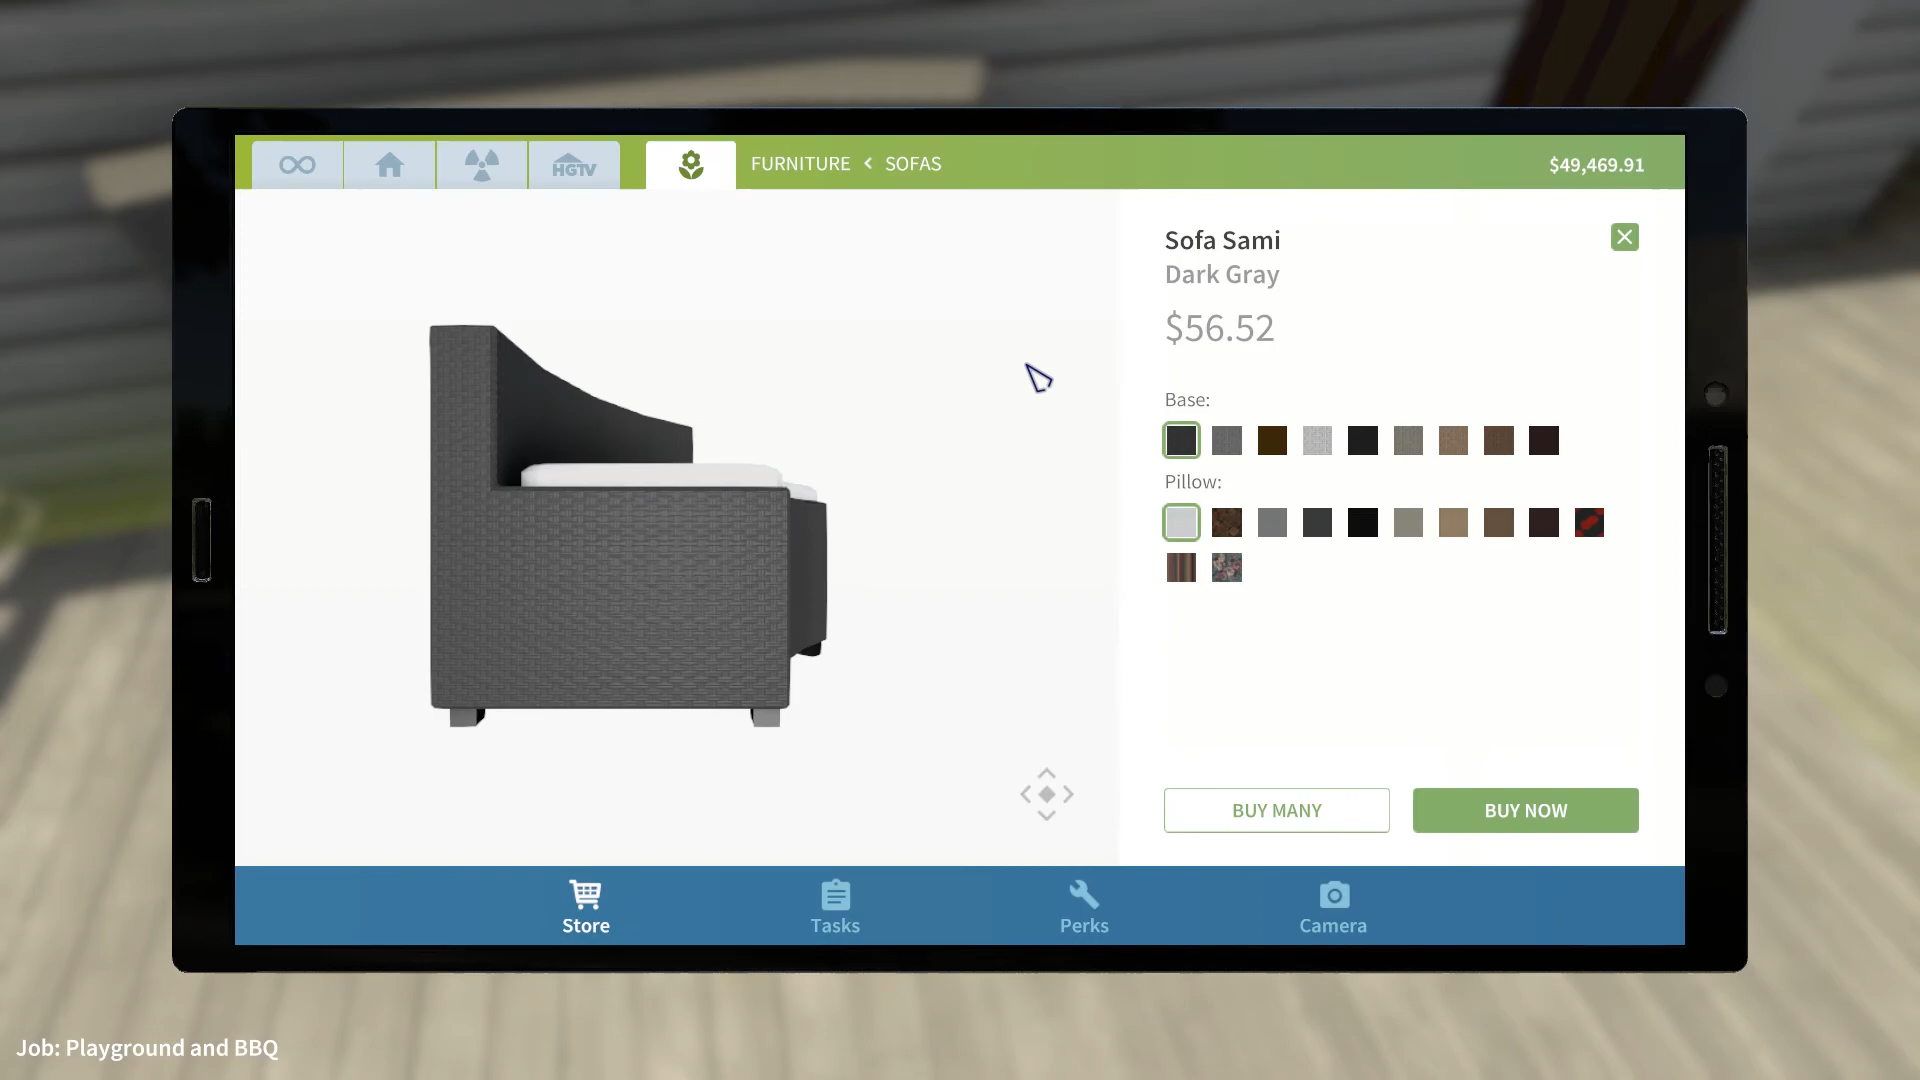 HGTV
FURNITURE < SOFAS
$49,469.91
Sofa Sami
Dark Gray
$56.52
Base:
Pillow:
BUY MANY
BUY NOW
Store
Tasks
Perks
Camera
Job: Playground and BBQ